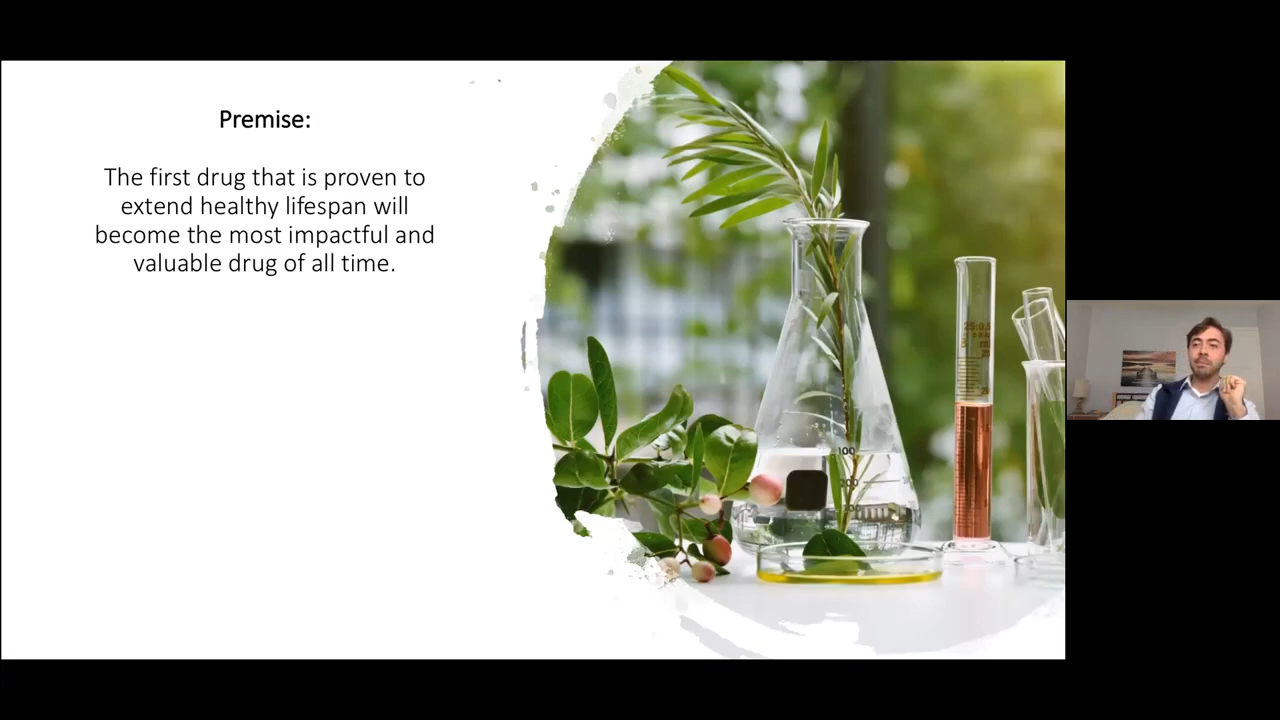 Premise:
The first drug that is proven to
extend healthy lifespan will
become the most impactful and
valuable drug of all time.
100